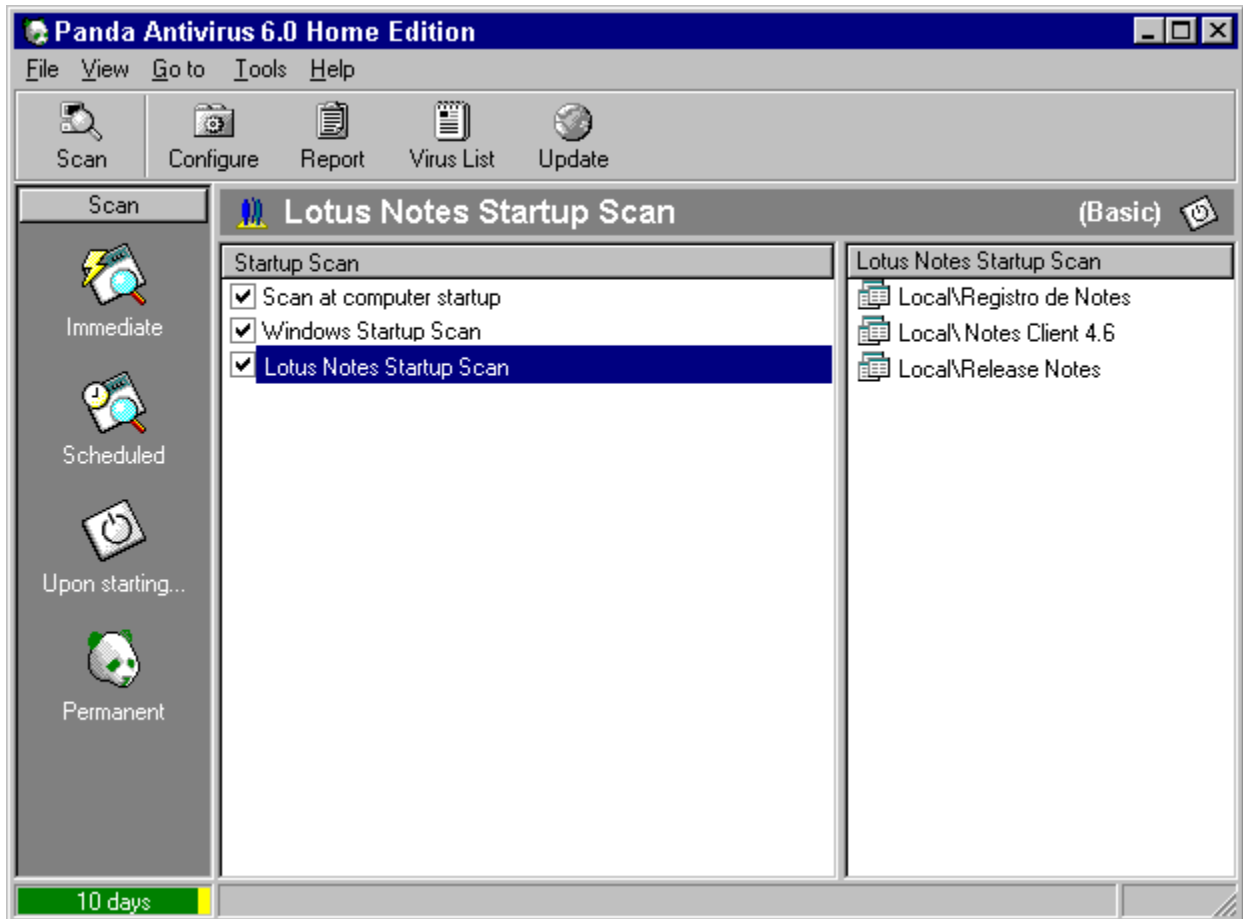 Panda Antivirus 6.0 Home Edition
File View Go to Tools Help
Scan Configure Report Virus List Update
Scan
Immediate
Scheduled
Upon starting...
Permanent
Lotus Notes Startup Scan (Basic)
Startup Scan
Scan at computer startup
Windows Startup Scan
Lotus Notes Startup Scan
Lotus Notes Startup Scan
Local\Registro de Notes
Local\ Notes Client 4.6
Local\Release Notes
10 days